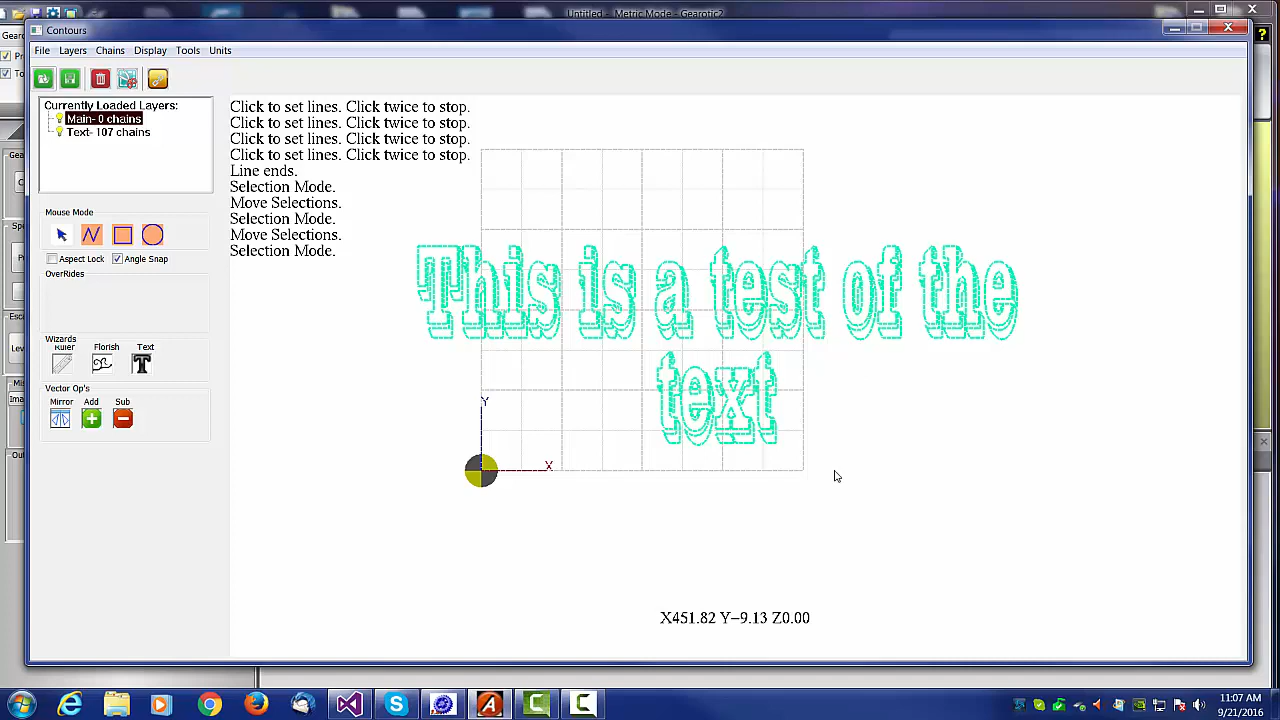 Untitled - Metric Mode - Gearotic
Contours
File Layers Chains Display Tools Units
Currently Loaded Layers:
Main- 0 chains
Text- 107 chains
Mouse Mode
Aspect Lock Angle Snap
OverRides
Wizards
Florish Text
Vector Op's
Mirror Add Sub
Click to set lines. Click twice to stop.
Click to set lines. Click twice to stop.
Click to set lines. Click twice to stop.
Click to set lines. Click twice to stop.
Line ends.
Selection Mode.
Move Selections.
Selection Mode.
Move Selections.
Selection Mode.
This is a test of the
text
Y
X
X451.82 Y-9.13 Z0.00
11:07 AM
9/21/2016